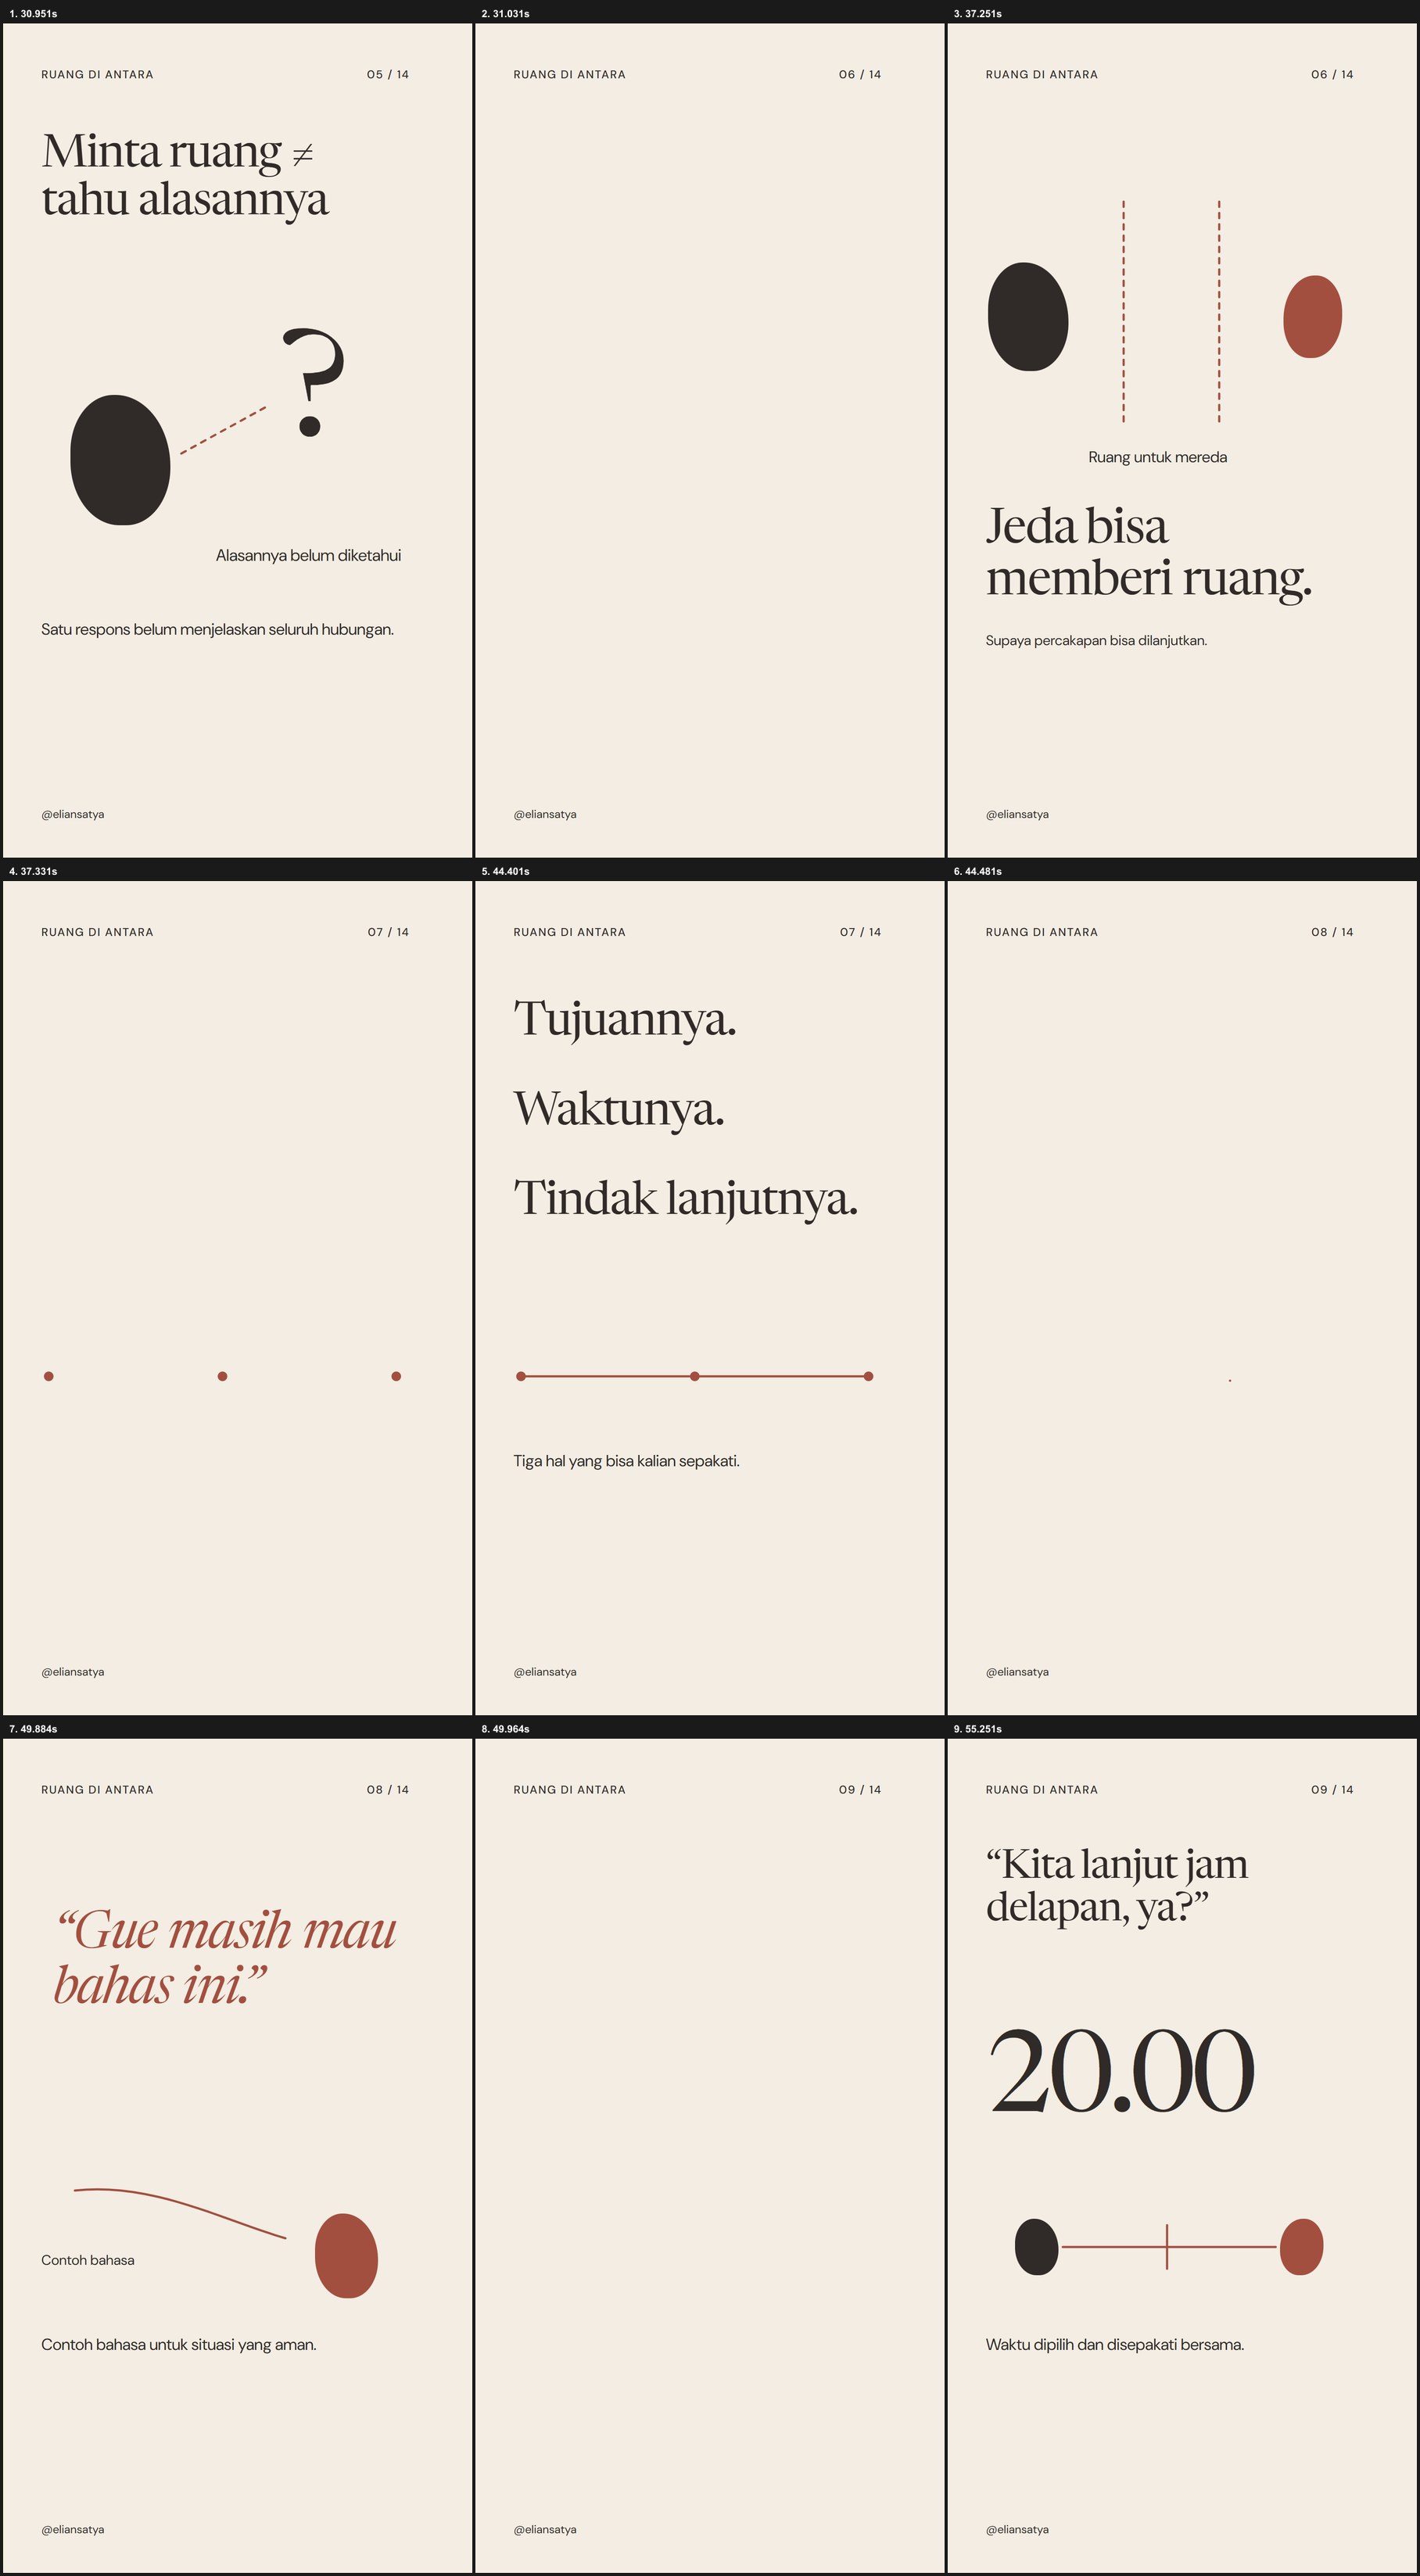 1. 30.951s
RUANG DI ANTARA
05 / 14
Minta ruang ≠
tahu alasannya
?
Alasannya belum diketahui
Satu respons belum menjelaskan seluruh hubungan.
@eliansatya
2. 31.031s
RUANG DI ANTARA
06 / 14
@eliansatya
3. 37.251s
RUANG DI ANTARA
06 / 14
Ruang untuk mereda
Jeda bisa
memberi ruang.
Supaya percakapan bisa dilanjutkan.
@eliansatya
4. 37.331s
RUANG DI ANTARA
07 / 14
@eliansatya
5. 44.401s
RUANG DI ANTARA
07 / 14
Tujuannya.
Waktunya.
Tindak lanjutnya.
Tiga hal yang bisa kalian sepakati.
@eliansatya
6. 44.481s
RUANG DI ANTARA
08 / 14
@eliansatya
7. 49.884s
RUANG DI ANTARA
08 / 14
“Gue masih mau
bahas ini.”
Contoh bahasa
Contoh bahasa untuk situasi yang aman.
@eliansatya
8. 49.964s
RUANG DI ANTARA
09 / 14
@eliansatya
9. 55.251s
RUANG DI ANTARA
09 / 14
“Kita lanjut jam
delapan, ya?”
20.00
Waktu dipilih dan disepakati bersama.
@eliansatya